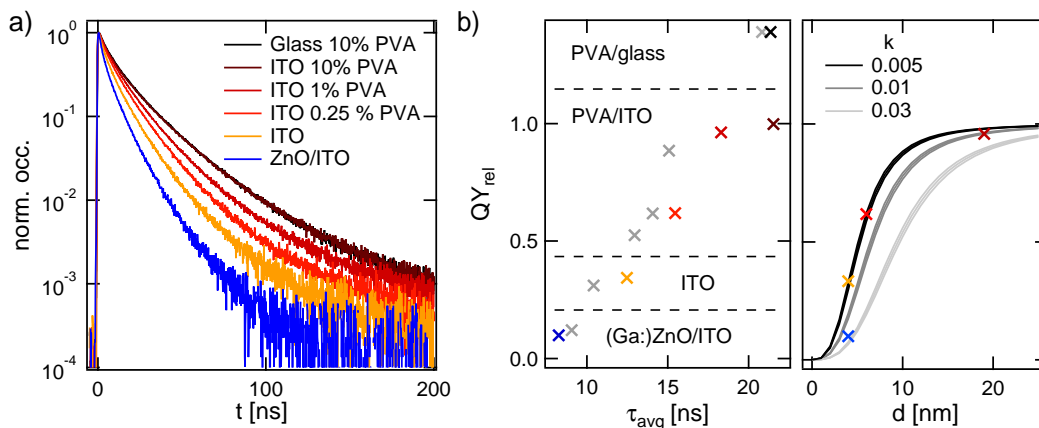 a)
10^0
10^-1
10^-2
10^-3
10^-4
norm. occ.
Glass 10% PVA
ITO 10% PVA
ITO 1% PVA
ITO 0.25 % PVA
ITO
ZnO/ITO
0
100
200
t [ns]
b)
1.0
0.5
0.0
QY_rel
PVA/glass
PVA/ITO
ITO
(Ga:)ZnO/ITO
10
15
20
τ_avg [ns]
k
0.005
0.01
0.03
0
10
20
d [nm]